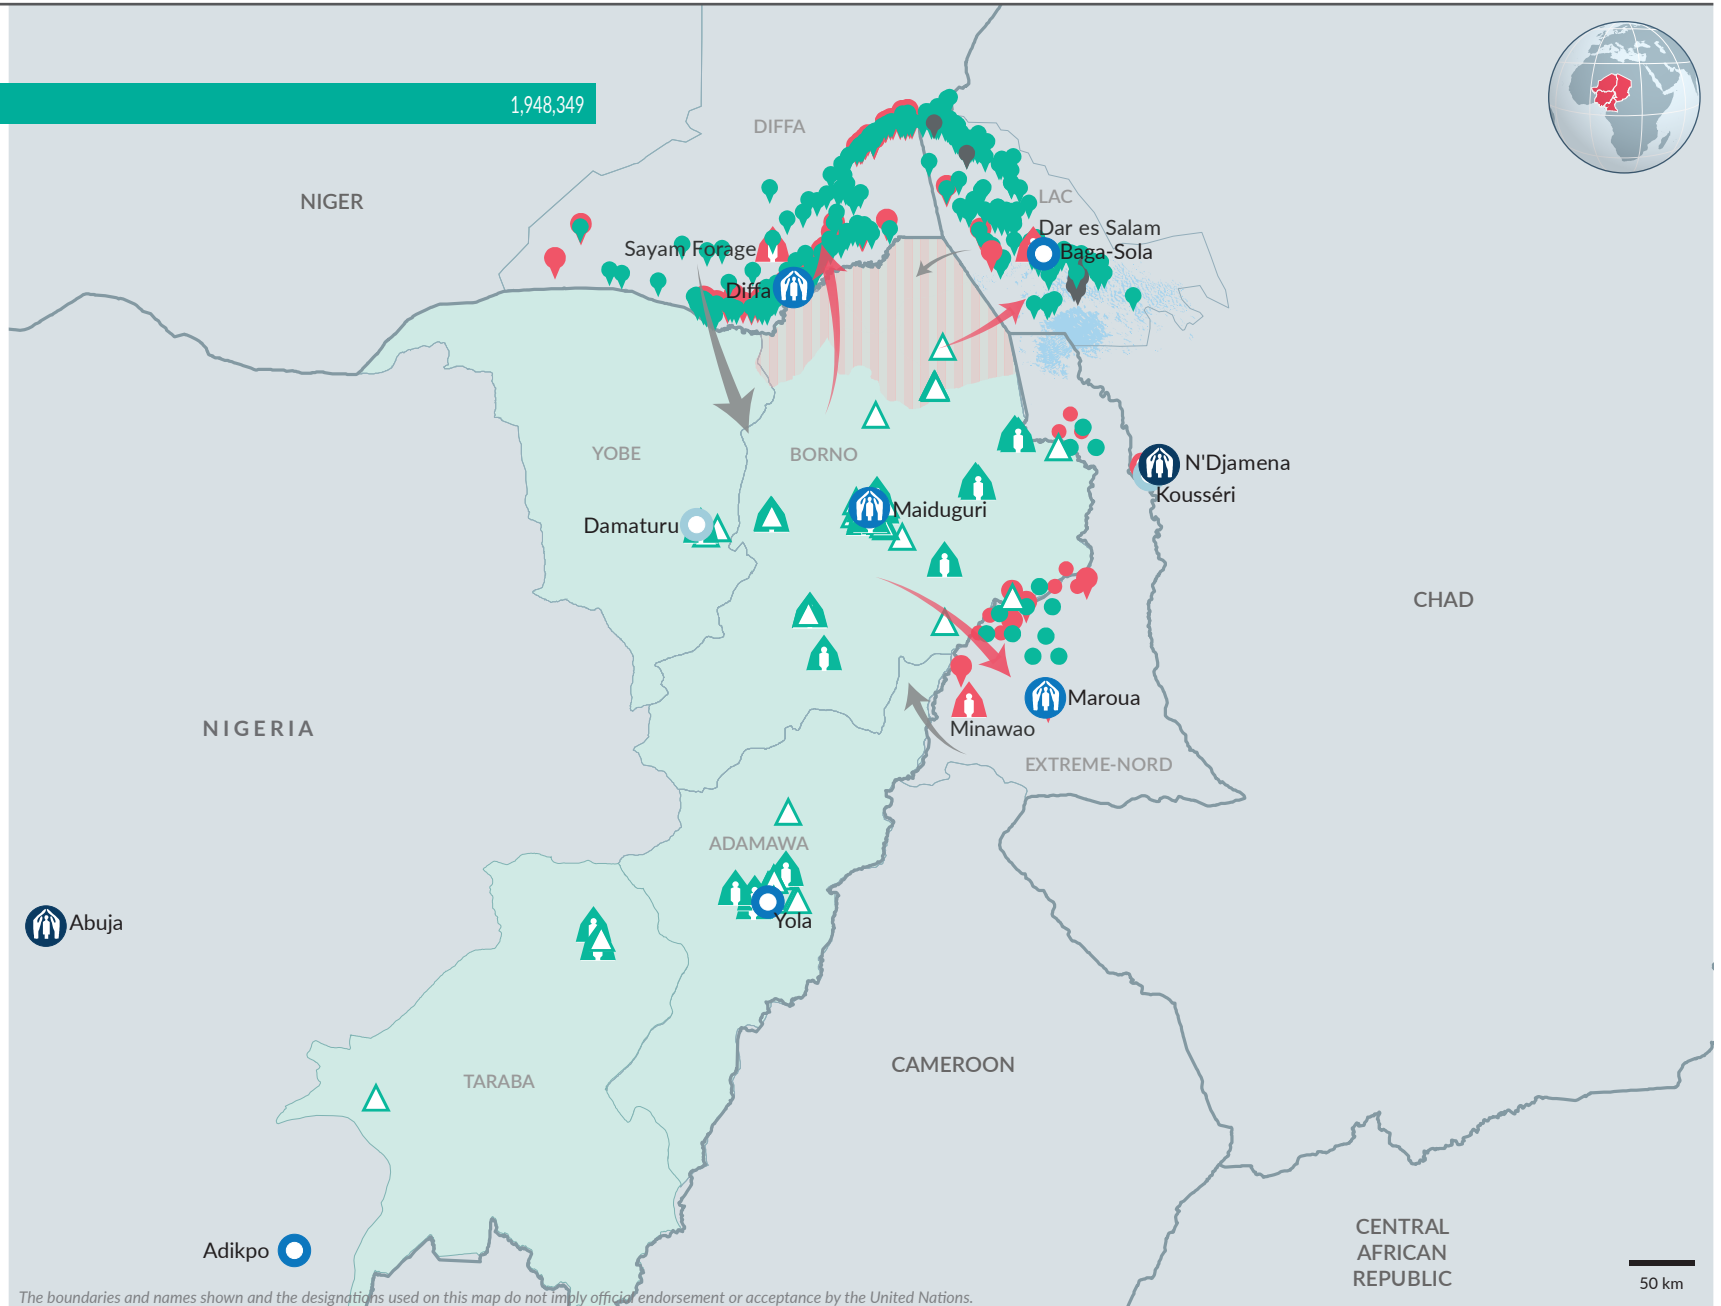 1,948,349
DIFFA
NIGER
LAC
Dar es Salam
Sayam Forage
Baga-Sola
Diffa
YOBE
BORNO
N'Djamena
Kousséri
Maiduguri
Damaturu
CHAD
Maroua
NIGERIA
Minawao
EXTREME-NORD
ADAMAWA
Abuja
Yola
CAMEROON
TARABA
CENTRAL
AFRICAN
REPUBLIC
Adikpo
50 km
The boundaries and names shown and the designations used on this map do not imply official endorsement or acceptance by the United Nations.